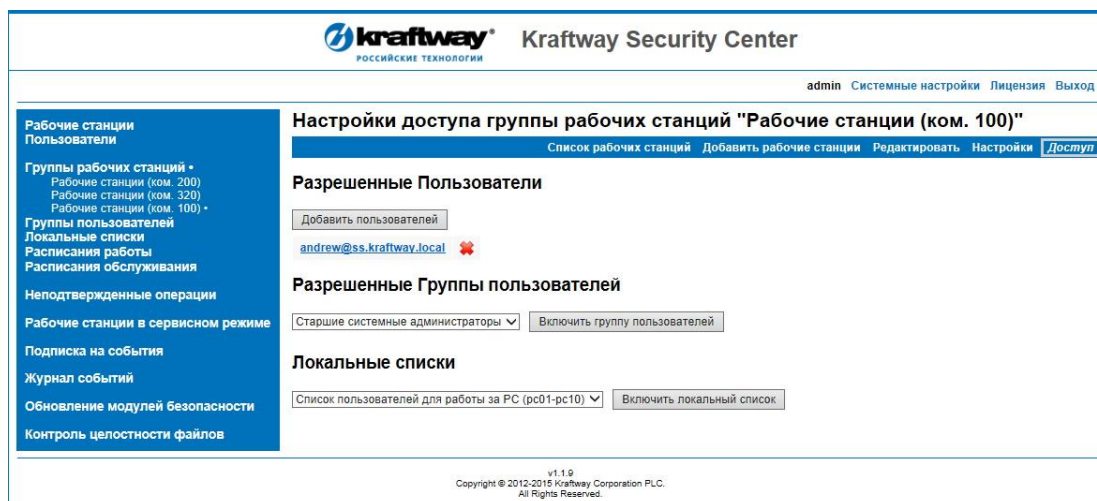 kraftway®
РОССИЙСКИЕ ТЕХНОЛОГИИ
Kraftway Security Center
admin Системные настройки Лицензия Выход
Рабочие станции
Пользователи
Группы рабочих станций •
Рабочие станции (ком. 200)
Рабочие станции (ком. 320)
Рабочие станции (ком. 100) •
Группы пользователей
Локальные списки
Расписания работы
Расписания обслуживания
Неподтвержденные операции
Рабочие станции в сервисном режиме
Подписка на события
Журнал событий
Обновление модулей безопасности
Контроль целостности файлов
Настройки доступа группы рабочих станций "Рабочие станции (ком. 100)"
Список рабочих станций Добавить рабочие станции Редактировать Настройки Доступ
Разрешенные Пользователи
Добавить пользователей
andrew@ss.kraftway.local
Разрешенные Группы пользователей
Старшие системные администраторы Включить группу пользователей
Локальные списки
Список пользователей для работы за PC (pc01-pc10) Включить локальный список
v1.1.9
Copyright © 2012-2015 Kraftway Corporation PLC.
All Rights Reserved.